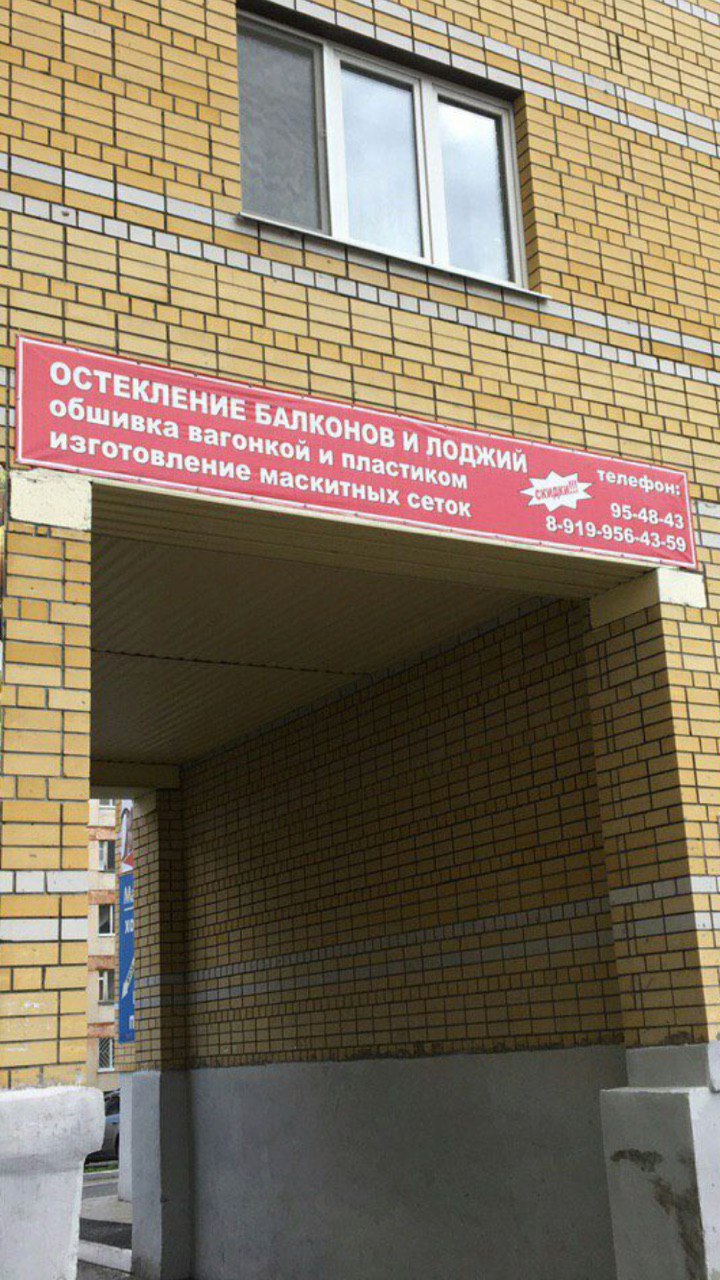 ОСТЕКЛЕНИЕ БАЛКОНОВ И ЛОДЖИЙ
обшивка вагонкой и пластиком
изготовление маскитных сеток
скидки!!!
телефон:
95-48-43
8-919-956-43-59